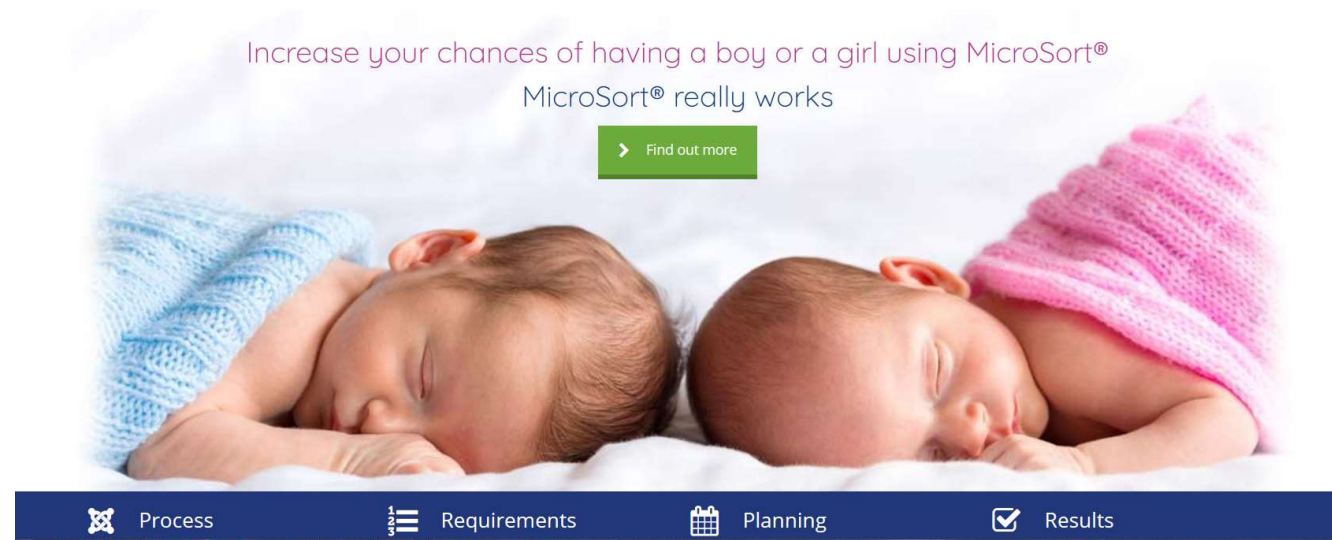 Increase your chances of having a boy or a girl using MicroSort®
MicroSort® really works
Find out more
Process
Requirements
Planning
Results